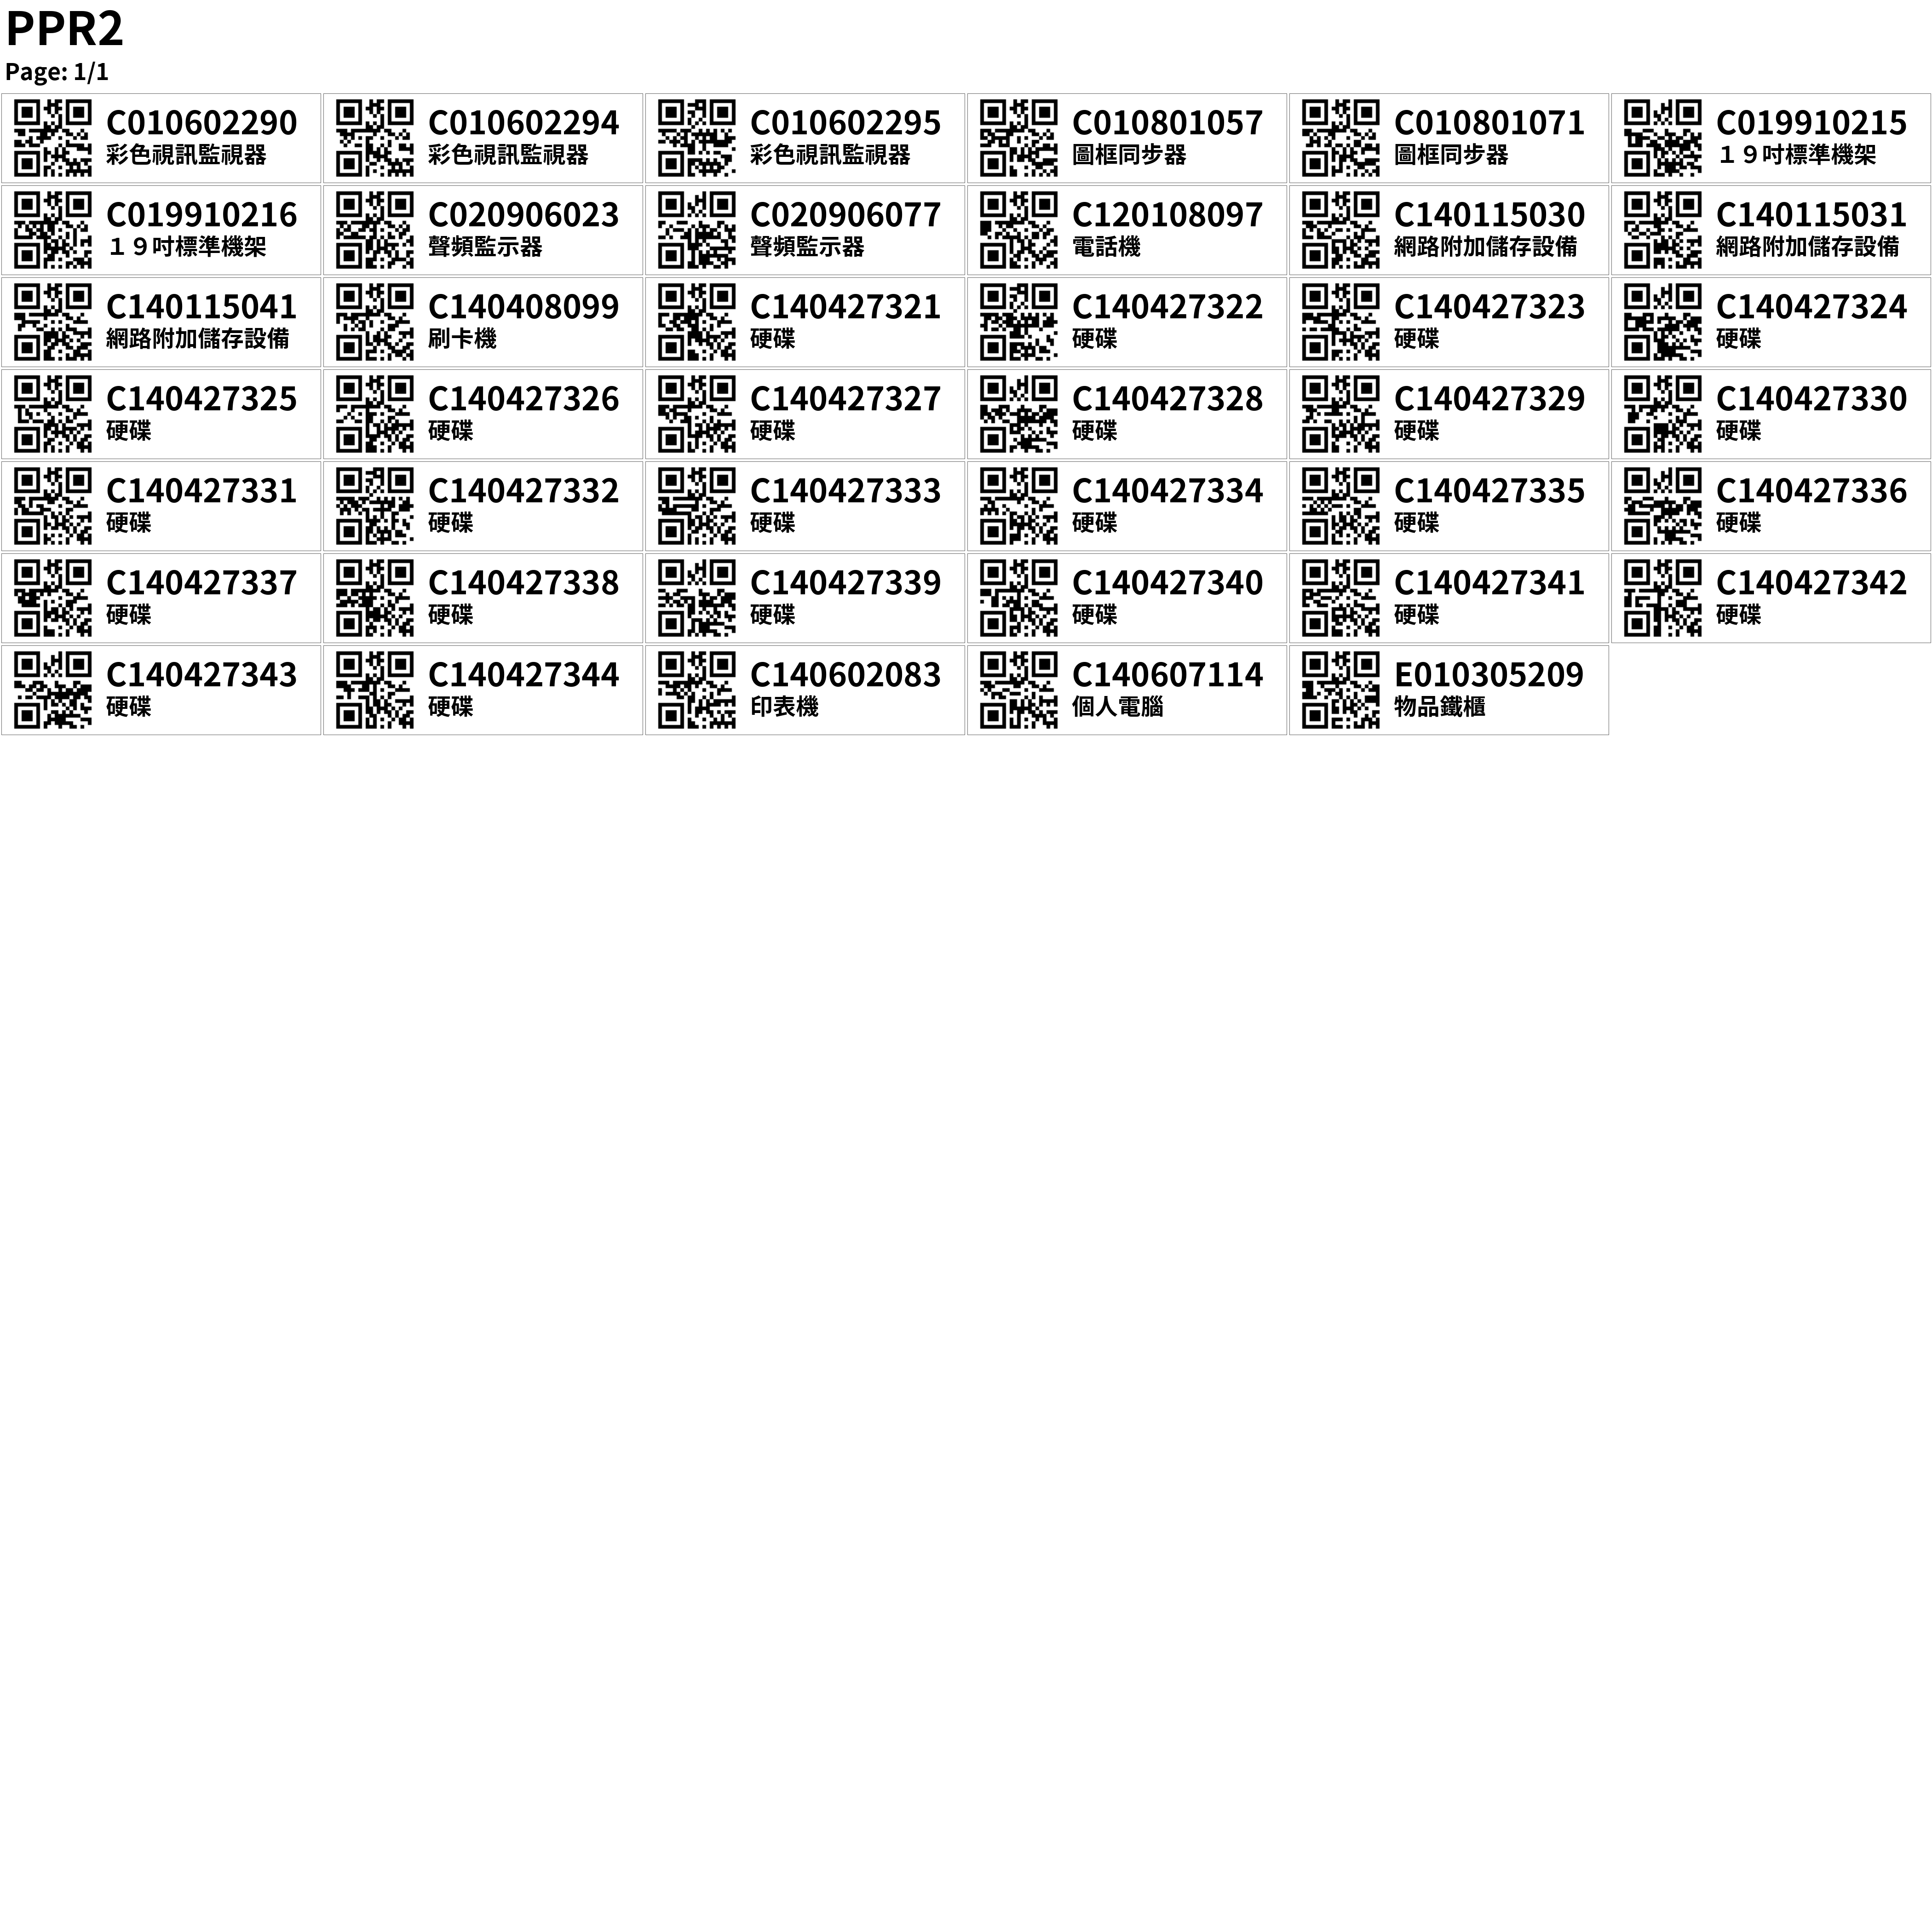 PPR2
Page: 1/1
C010602290
彩色視訊監視器
C010602294
彩色視訊監視器
C010602295
彩色視訊監視器
C010801057
圖框同步器
C010801071
圖框同步器
C019910215
１９吋標準機架
C019910216
１９吋標準機架
C020906023
聲頻監示器
C020906077
聲頻監示器
C120108097
電話機
C140115030
網路附加儲存設備
C140115031
網路附加儲存設備
C140115041
網路附加儲存設備
C140408099
刷卡機
C140427321
硬碟
C140427322
硬碟
C140427323
硬碟
C140427324
硬碟
C140427325
硬碟
C140427326
硬碟
C140427327
硬碟
C140427328
硬碟
C140427329
硬碟
C140427330
硬碟
C140427331
硬碟
C140427332
硬碟
C140427333
硬碟
C140427334
硬碟
C140427335
硬碟
C140427336
硬碟
C140427337
硬碟
C140427338
硬碟
C140427339
硬碟
C140427340
硬碟
C140427341
硬碟
C140427342
硬碟
C140427343
硬碟
C140427344
硬碟
C140602083
印表機
C140607114
個人電腦
E010305209
物品鐵櫃